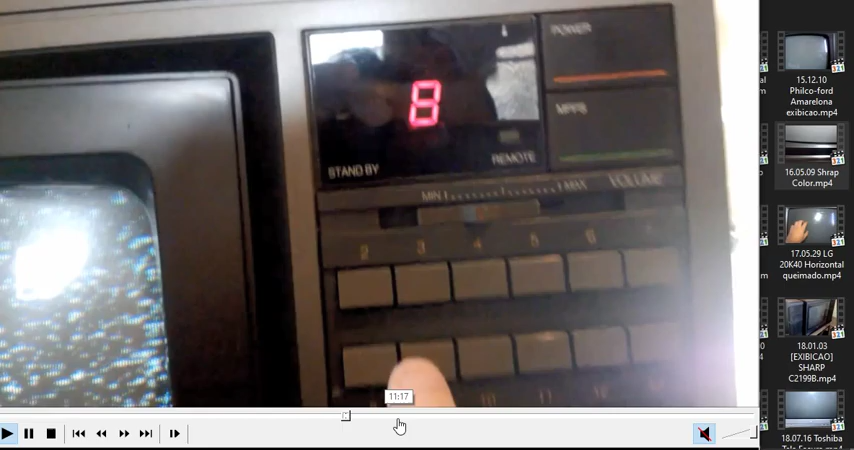 8
POWER
MPPS
STAND BY
REMOTE
MIN
MAX
VOLUME
2 3 4 5 6
10 11
11:17
15.12.10
Philco-ford
Amarelona
exibicao.mp4
16.05.09 Shrap
Color.mp4
17.05.29 LG
20K40 Horizontal
queimado.mp4
18.01.03
[EXIBICAO]
SHARP
C2199B.mp4
18.07.16 Toshiba